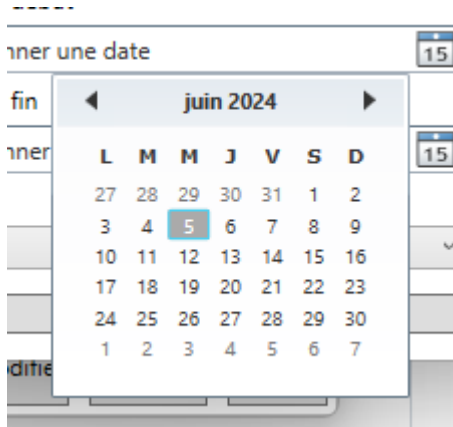 nner une date
15
fin
juin 2024
nner
15
L M M J V S D
27 28 29 30 31 1 2
3 4 5 6 7 8 9
10 11 12 13 14 15 16
17 18 19 20 21 22 23
24 25 26 27 28 29 30
1 2 3 4 5 6 7
odifie